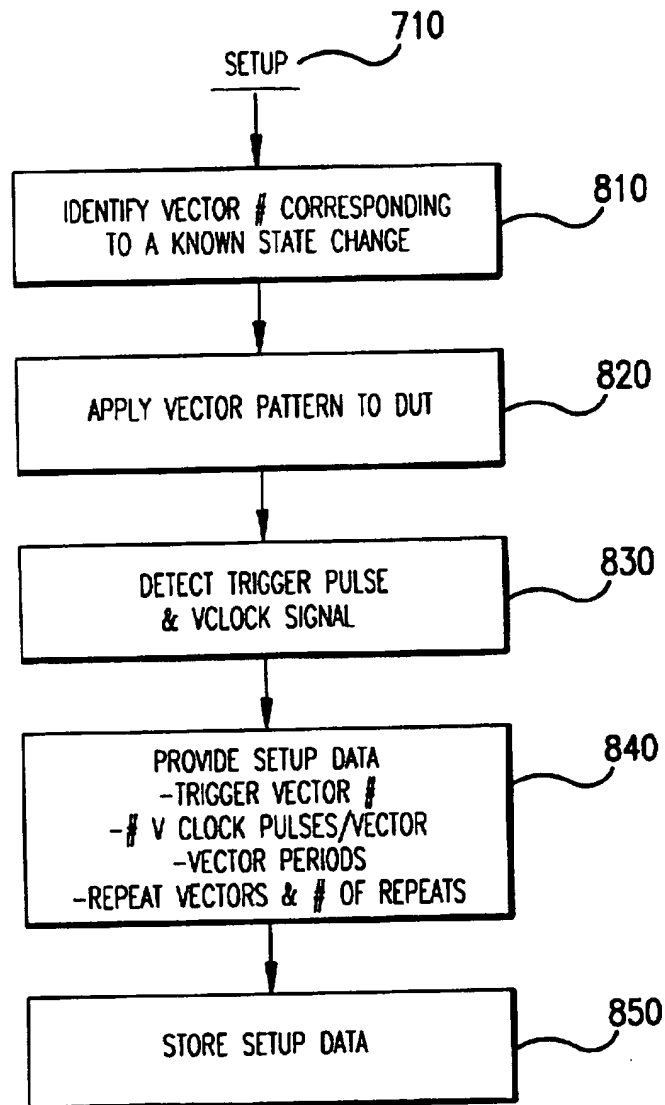 710
SETUP
IDENTIFY VECTOR # CORRESPONDING
TO A KNOWN STATE CHANGE
810
APPLY VECTOR PATTERN TO DUT
820
DETECT TRIGGER PULSE
& VCLOCK SIGNAL
830
PROVIDE SETUP DATA
-TRIGGER VECTOR #
-# V CLOCK PULSES/VECTOR
-VECTOR PERIODS
-REPEAT VECTORS & # OF REPEATS
840
STORE SETUP DATA
850